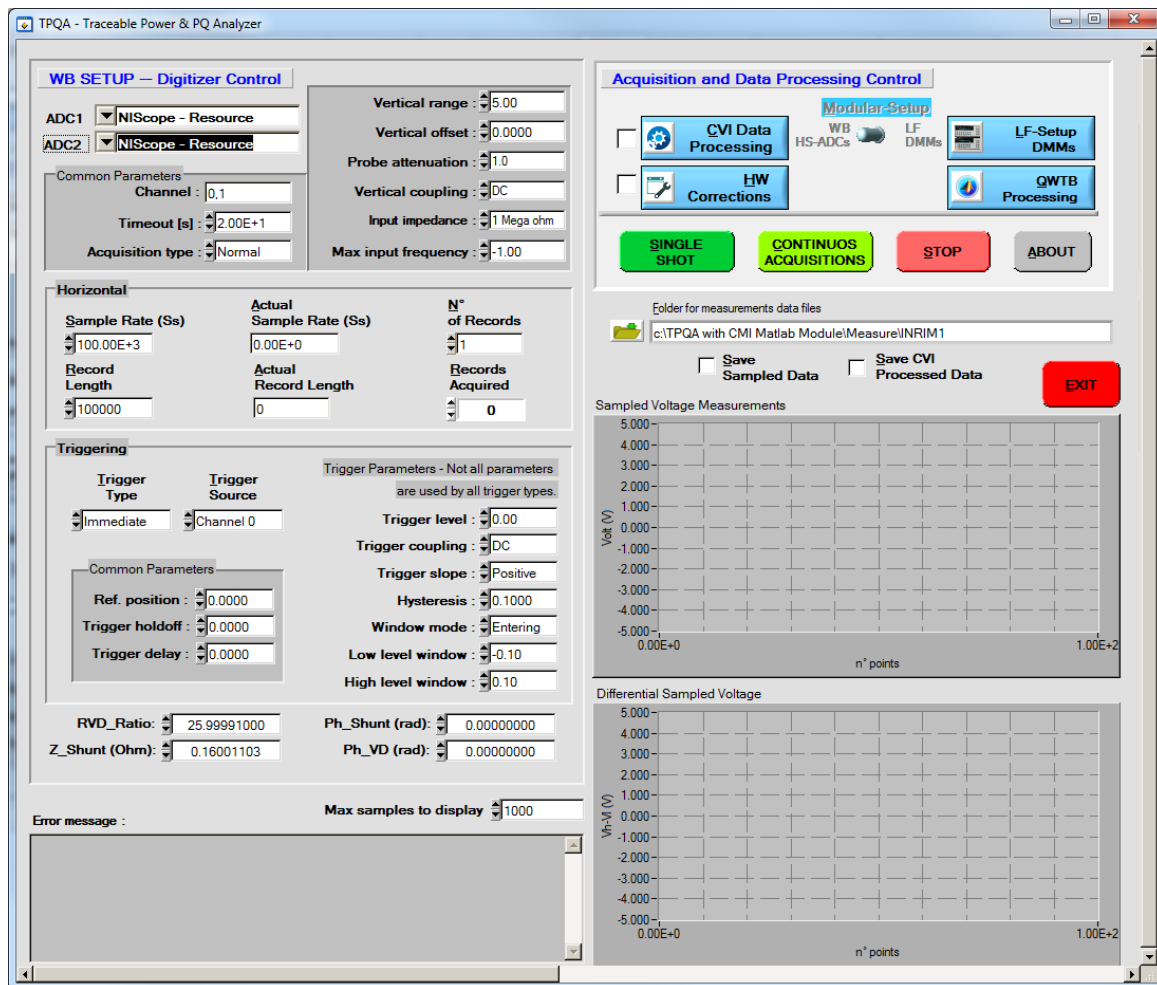 TPQA - Traceable Power & PQ Analyzer
WB SETUP — Digitizer Control
ADC1 NIScope - Resource
ADC2 NIScope - Resource
Common Parameters
Channel : 0,1
Timeout [s] : 2.00E+1
Acquisition type : Normal
Vertical range : 5.00
Vertical offset : 0.0000
Probe attenuation : 1.0
Vertical coupling : DC
Input impedance : 1 Mega ohm
Max input frequency : -1.00
Horizontal
Sample Rate (Ss)
100.00E+3
Actual
Sample Rate (Ss)
0.00E+0
N°
of Records
1
Record
Length
100000
Actual
Record Length
0
Records
Acquired
0
Triggering
Trigger
Type
Immediate
Trigger
Source
Channel 0
Common Parameters
Ref. position : 0.0000
Trigger holdoff : 0.0000
Trigger delay : 0.0000
Trigger Parameters - Not all parameters
are used by all trigger types.
Trigger level : 0.00
Trigger coupling : DC
Trigger slope : Positive
Hysteresis : 0.1000
Window mode : Entering
Low level window : -0.10
High level window : 0.10
RVD_Ratio: 25.99991000
Z_Shunt (Ohm): 0.16001103
Ph_Shunt (rad): 0.00000000
Ph_VD (rad): 0.00000000
Max samples to display 1000
Error message :
Acquisition and Data Processing Control
Modular-Setup
CVI Data
Processing
WB
HS-ADCs
LF
DMMs
LF-Setup
DMMs
HW
Corrections
QWTB
Processing
SINGLE
SHOT
CONTINUOS
ACQUISITIONS
STOP
ABOUT
Folder for measurements data files
c:\TPQA with CMI Matlab Module\Measure\INRIM1
Save
Sampled Data
Save CVI
Processed Data
EXIT
Sampled Voltage Measurements
5.000
4.000
3.000
2.000
1.000
0.000
-1.000
-2.000
-3.000
-4.000
-5.000
Volt (V)
0.00E+0 1.00E+2
n° points
Differential Sampled Voltage
5.000
4.000
3.000
2.000
1.000
0.000
-1.000
-2.000
-3.000
-4.000
-5.000
Vh-Vl (V)
0.00E+0 1.00E+2
n° points